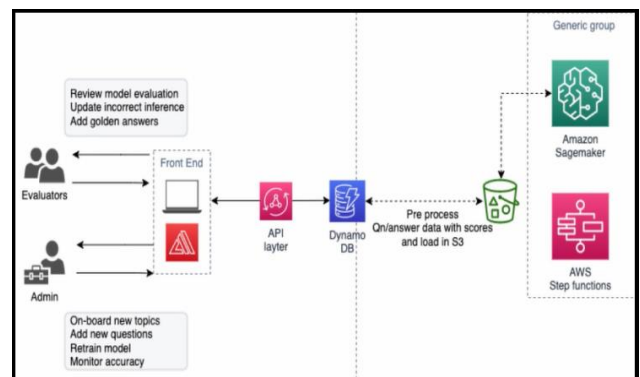 Generic group
Review model evaluation
Update incorrect inference
Add golden answers
Front End
Evaluators
Amazon
Sagemaker
API
layter
Dynamo
DB
Pre process
Qn/answer data with scores
and load in S3
AWS
Step functions
Admin
On-board new topics
Add new questions
Retrain model
Monitor accuracy